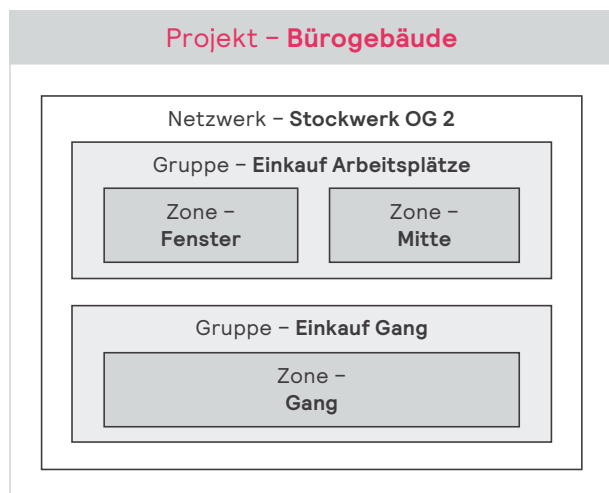 Projekt – Bürogebäude
Netzwerk – Stockwerk OG 2
Gruppe – Einkauf Arbeitsplätze
Zone –
Fenster
Zone –
Mitte
Gruppe – Einkauf Gang
Zone –
Gang